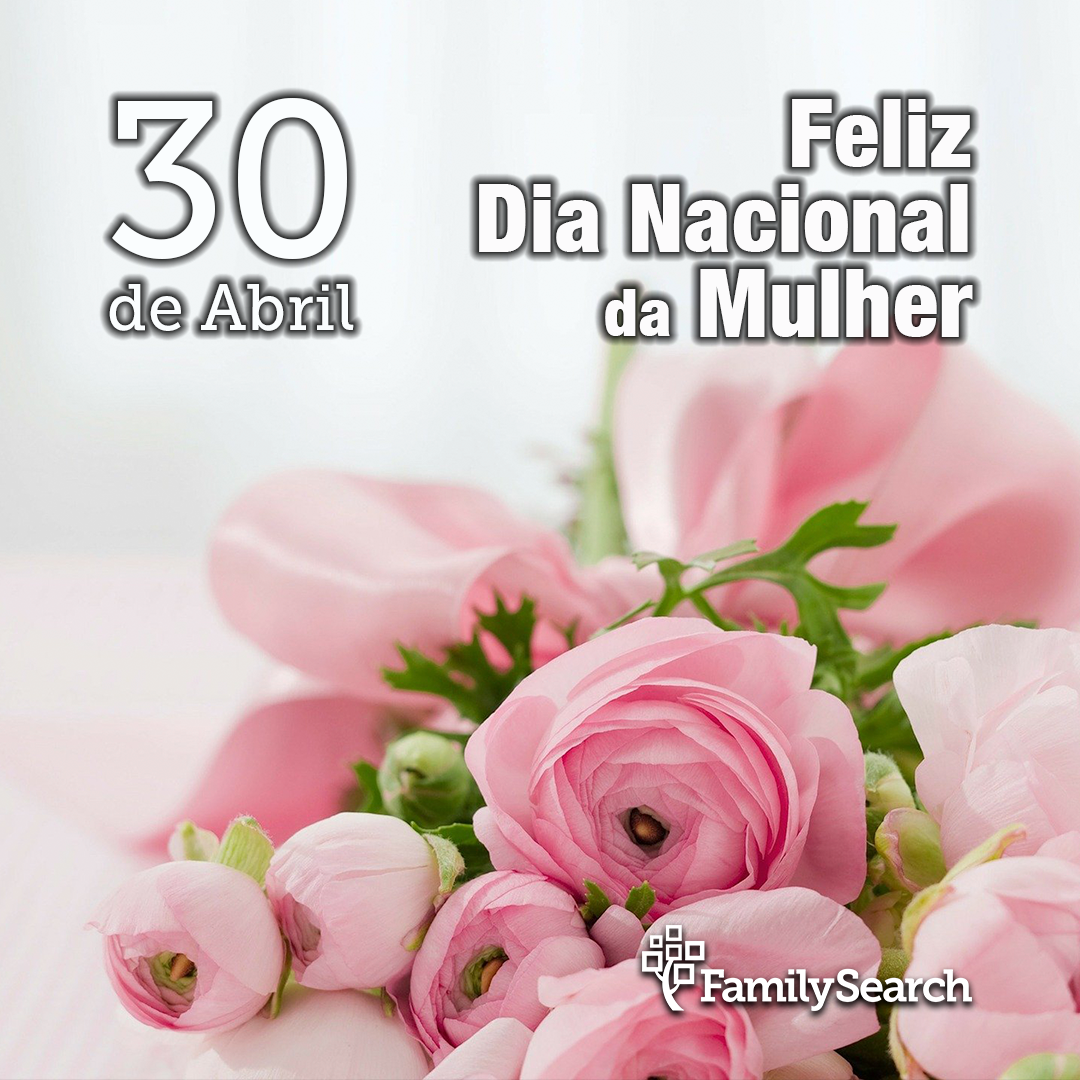 30
de Abril
Feliz
Dia Nacional
da Mulher
FamilySearch